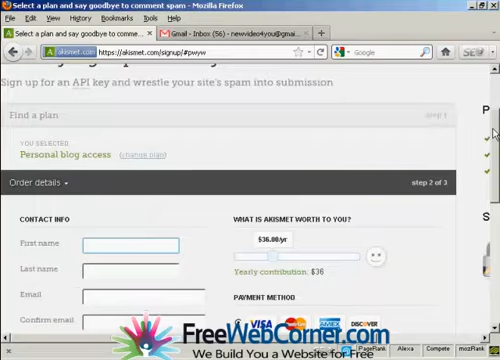 Select a plan and say goodbye to comment spam - Mozilla Firefox
Edit View History Bookmarks Tools Help
Select a plan and say goodbye to comment spam ... Gmail - Inbox (6) - newvideo4you@gmai...
akismet.com https://akismet.com/signup/#pwyw Google
Sign up for an API key and wrestle your site's spam into submission
Find a plan step 1
YOU SELECTED
Personal blog access (change plan)
Order details step 2 of 3
CONTACT INFO WHAT IS AKISMET WORTH TO YOU?
First name $36.00/yr
Last name Yearly contribution: $36
Email PAYMENT METHOD
Confirm email VISA AMEX DISCOVER
P
S
FreeWebCorner.com
We Build You a Website for Free
PageRank Alexa Compete mozRank